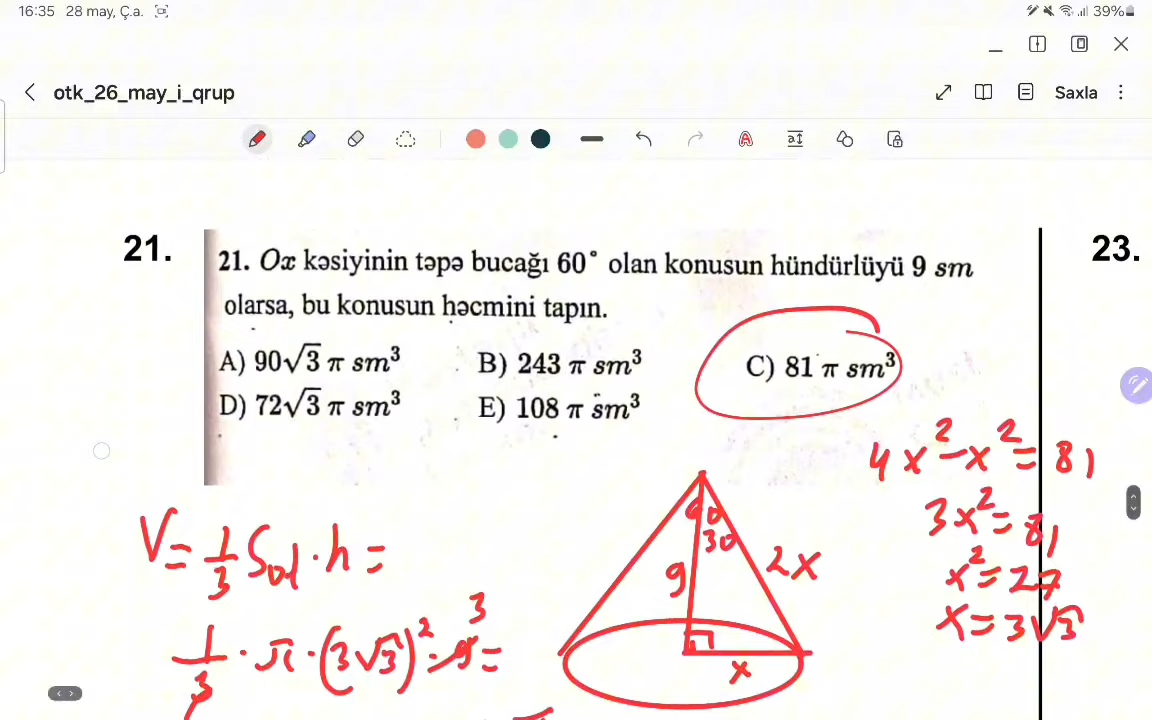 16:35 28 may, Ç.a. 39%
otk_26_may_i_qrup
Saxla
21.
21. Ox kəsiyinin təpə bucağı 60° olan konusun hündürlüyü 9 sm
olarsa, bu konusun həcmini tapın.
A) 90√3 π sm³ B) 243 π sm³ C) 81 π sm³
D) 72√3 π sm³ E) 108 π sm³
23.
4x² - x² = 81
3x² = 81
x² = 27
x = 3√3
V = 1/3 Sol · h =
1/3 · π · (3√3)² · 9 =
3
60
30
9
2x
x